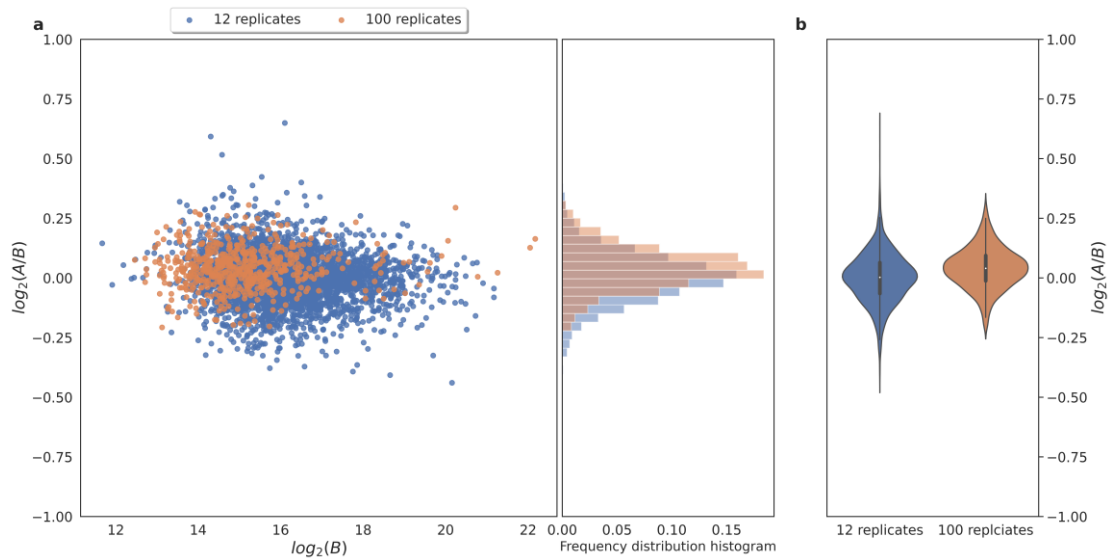 a
12 replicates 100 replicates
b
1.00
0.75
0.50
0.25
0.00
−0.25
−0.50
−0.75
−1.00
log2(A/B)
12 14 16 18 20 22
log2(B)
0.00 0.05 0.10 0.15
Frequency distribution histogram
1.00
0.75
0.50
0.25
0.00
−0.25
−0.50
−0.75
−1.00
log2(A/B)
12 replicates 100 replciates